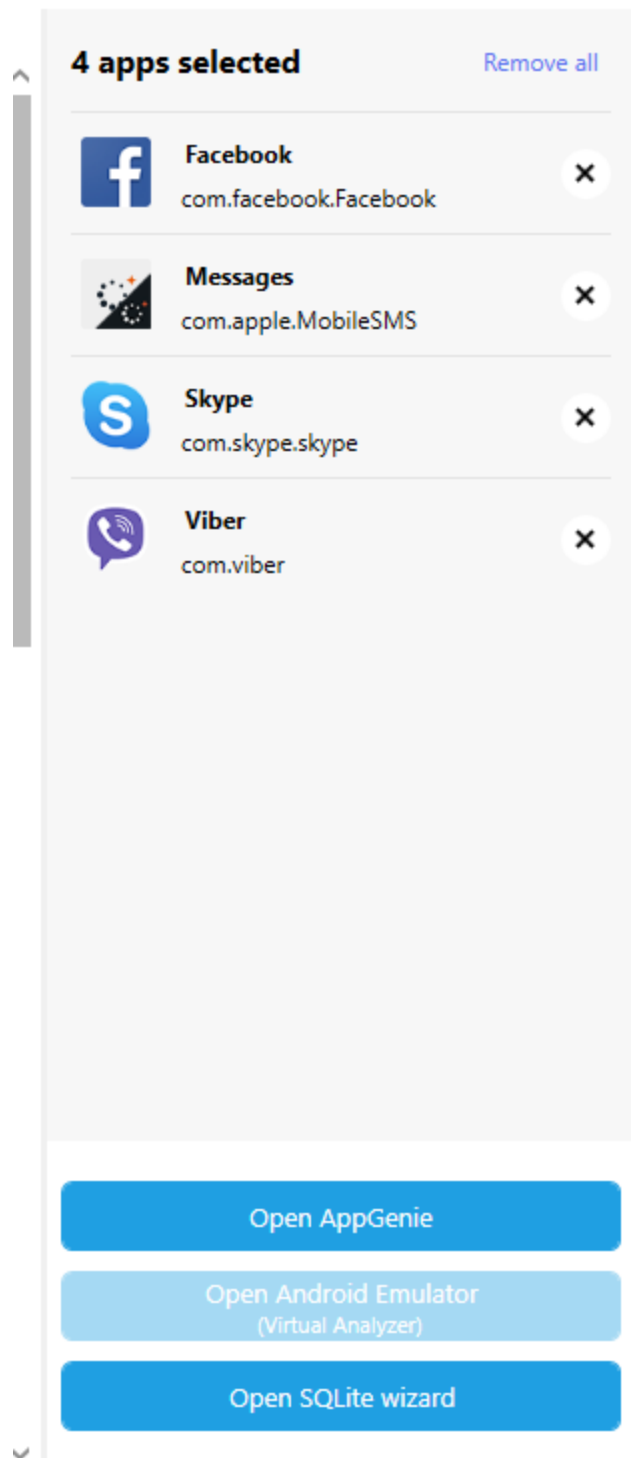 4 apps selected
Remove all
Facebook
com.facebook.Facebook
Messages
com.apple.MobileSMS
Skype
com.skype.skype
Viber
com.viber
Open AppGenie
Open Android Emulator
(Virtual Analyzer)
Open SQLite wizard